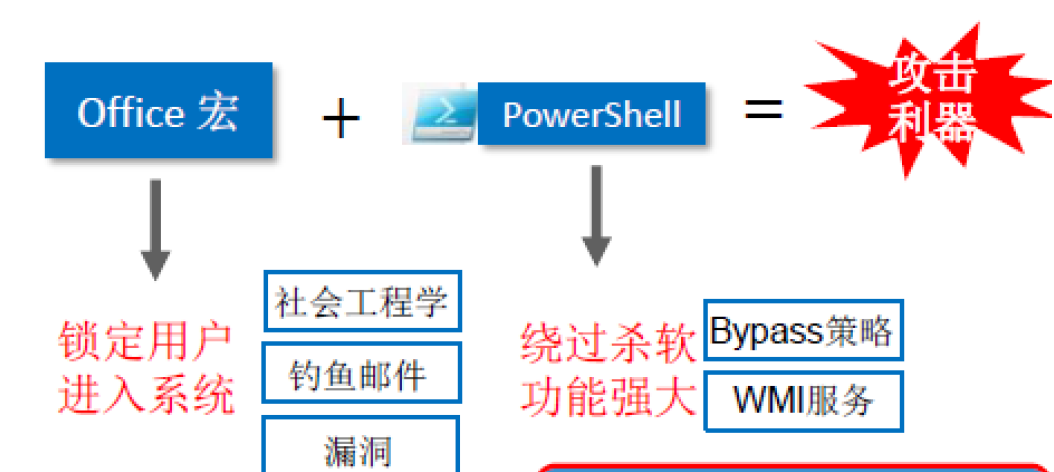 Office 宏
+
PowerShell
=
攻击
利器
锁定用户
进入系统
社会工程学
钓鱼邮件
漏洞
绕过杀软
功能强大
Bypass策略
WMI服务